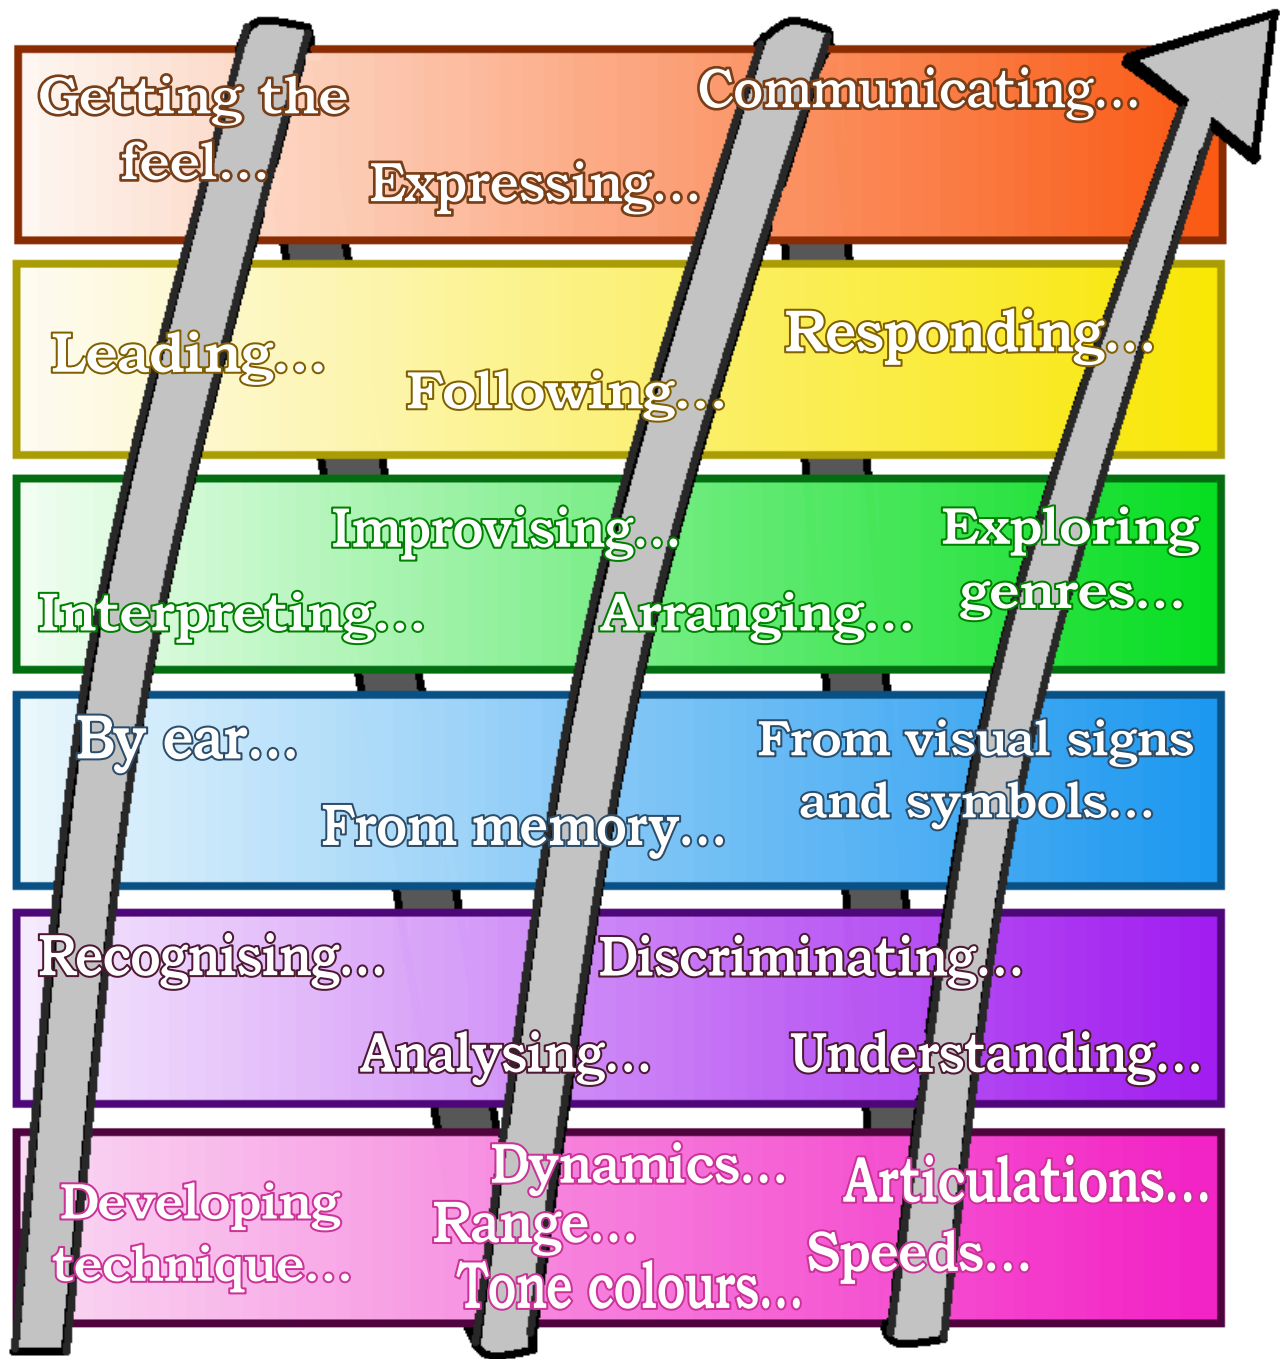 Getting the
feel...
Expressing...
Communicating...
Leading...
Following...
Responding...
Improvising...
Interpreting...
Arranging...
Exploring
genres...
By ear...
From memory...
From visual signs
and symbols...
Recognising...
Analysing...
Discriminating...
Understanding...
Developing
technique...
Dynamics...
Range...
Tone colours...
Articulations...
Speeds...